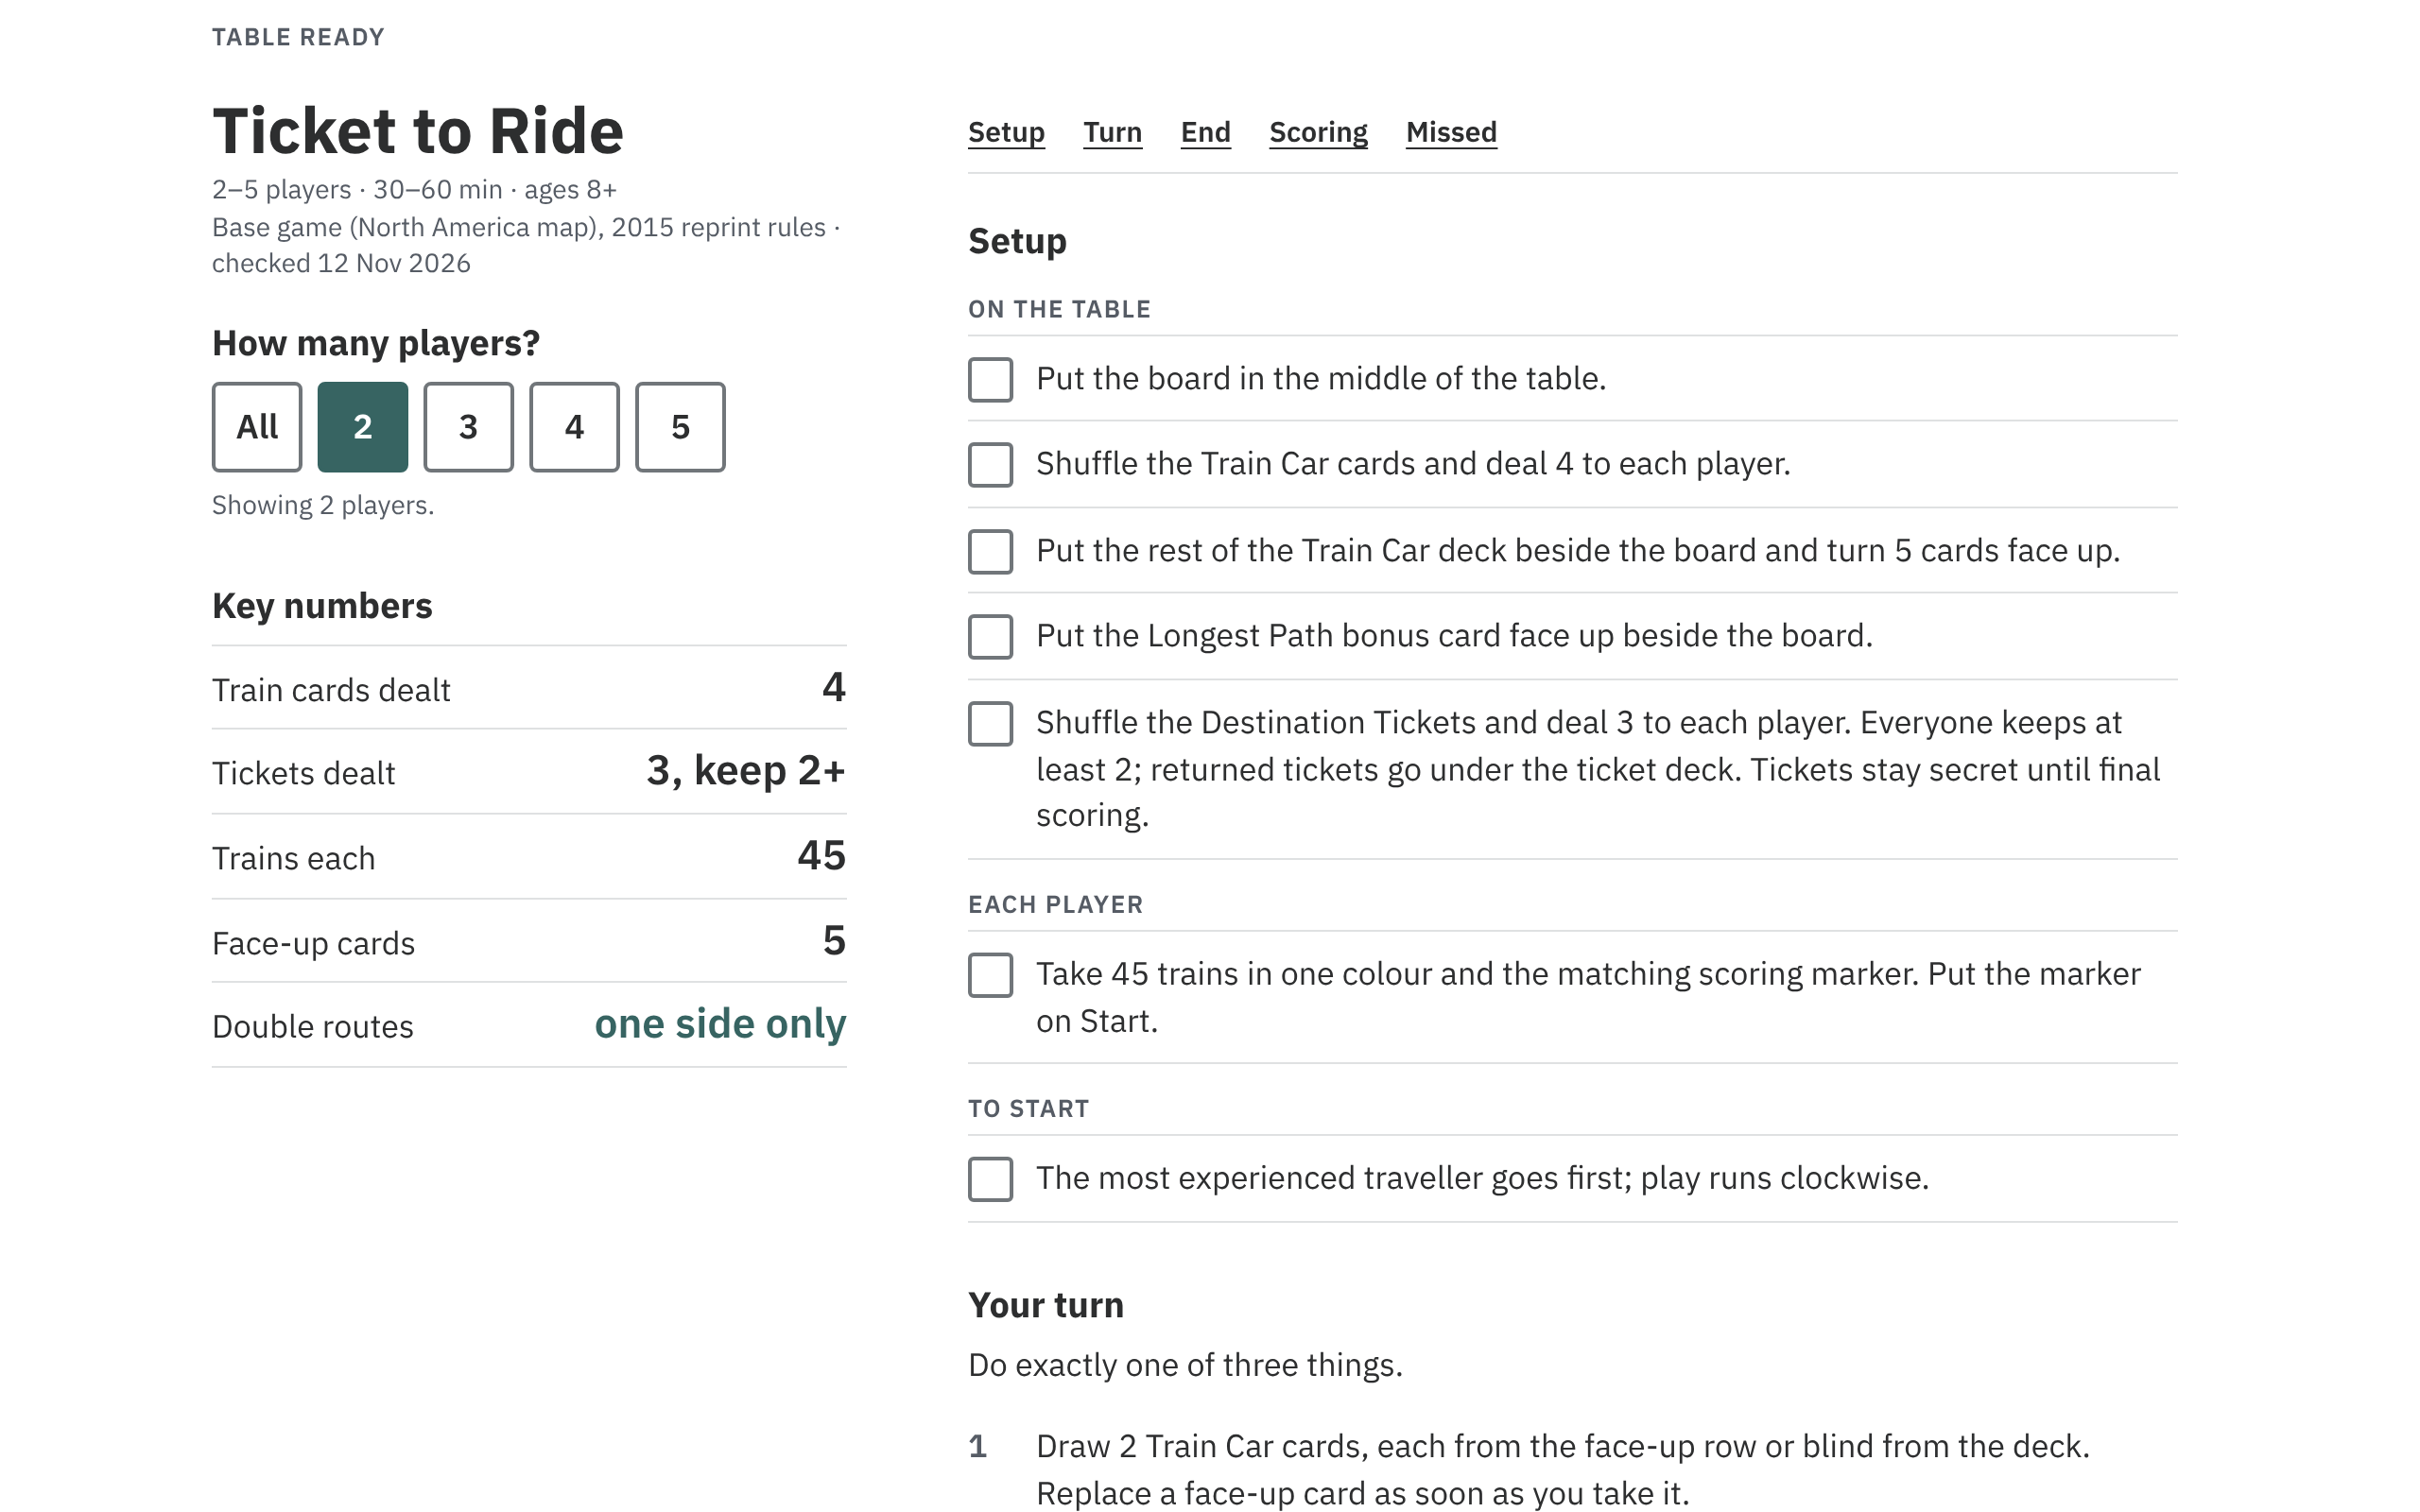 TABLE READY
Ticket to Ride
2–5 players · 30–60 min · ages 8+
Base game (North America map), 2015 reprint rules ·
checked 12 Nov 2026
How many players?
All 2 3 4 5
Showing 2 players.
Key numbers
Train cards dealt 4
Tickets dealt 3, keep 2+
Trains each 45
Face-up cards 5
Double routes one side only
Setup Turn End Scoring Missed
Setup
ON THE TABLE
Put the board in the middle of the table.
Shuffle the Train Car cards and deal 4 to each player.
Put the rest of the Train Car deck beside the board and turn 5 cards face up.
Put the Longest Path bonus card face up beside the board.
Shuffle the Destination Tickets and deal 3 to each player. Everyone keeps at
least 2; returned tickets go under the ticket deck. Tickets stay secret until final
scoring.
EACH PLAYER
Take 45 trains in one colour and the matching scoring marker. Put the marker
on Start.
TO START
The most experienced traveller goes first; play runs clockwise.
Your turn
Do exactly one of three things.
1 Draw 2 Train Car cards, each from the face-up row or blind from the deck.
Replace a face-up card as soon as you take it.